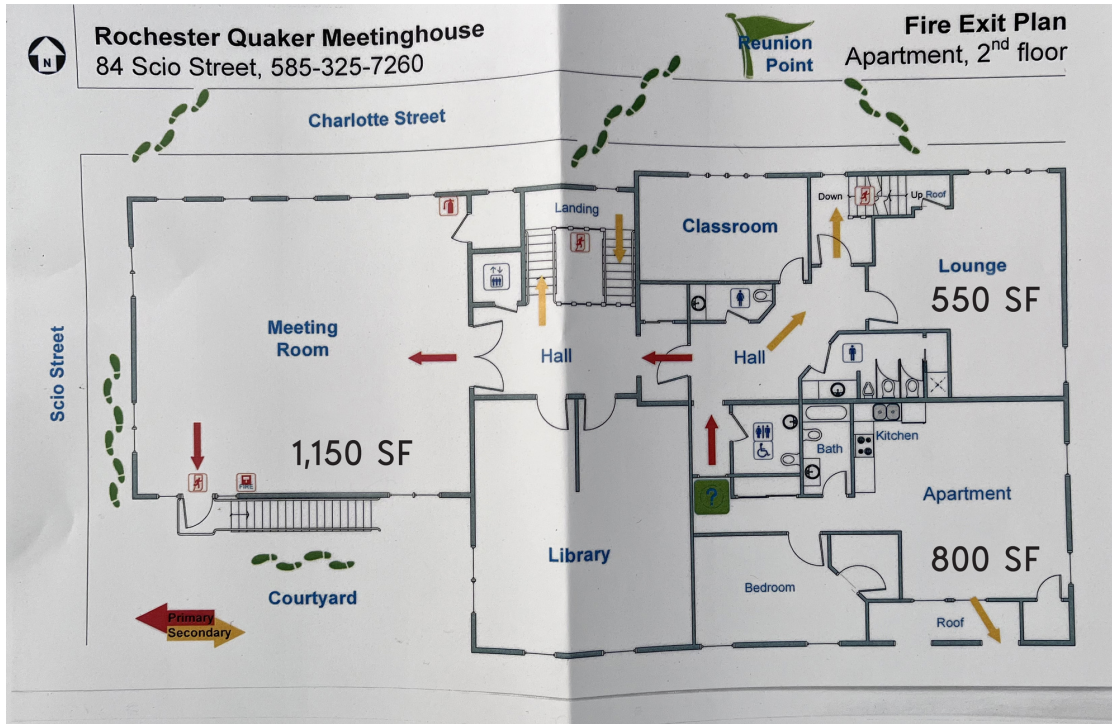 Rochester Quaker Meetinghouse
84 Scio Street, 585-325-7260
N
Reunion
Point
Fire Exit Plan
Apartment, 2nd floor
Charlotte Street
Scio Street
Landing
Classroom
Down
Up Roof
Lounge
550 SF
Meeting
Room
Hall
Hall
1,150 SF
FIRE
Kitchen
Bath
?
Apartment
800 SF
Library
Bedroom
Roof
Courtyard
Primary
Secondary